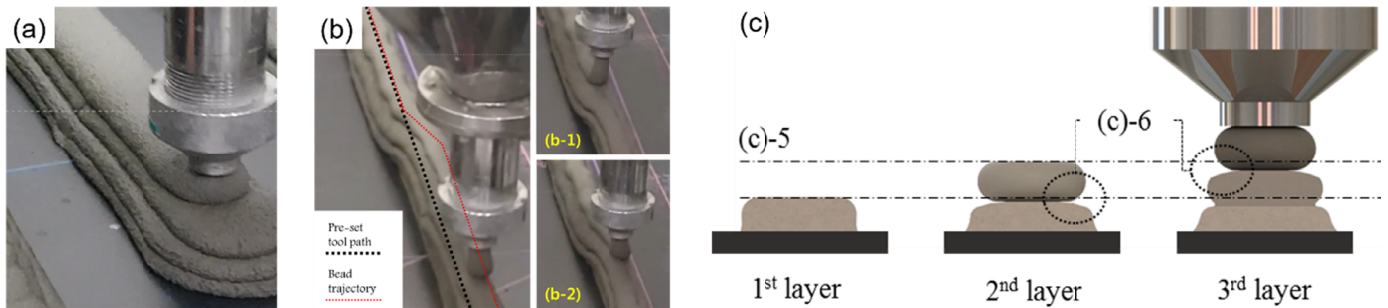 (a)
(b)
(b-1)
(b-2)
Pre-set
tool path
Bead
trajectory
(c)
(c)-5
(c)-6
1st layer
2nd layer
3rd layer